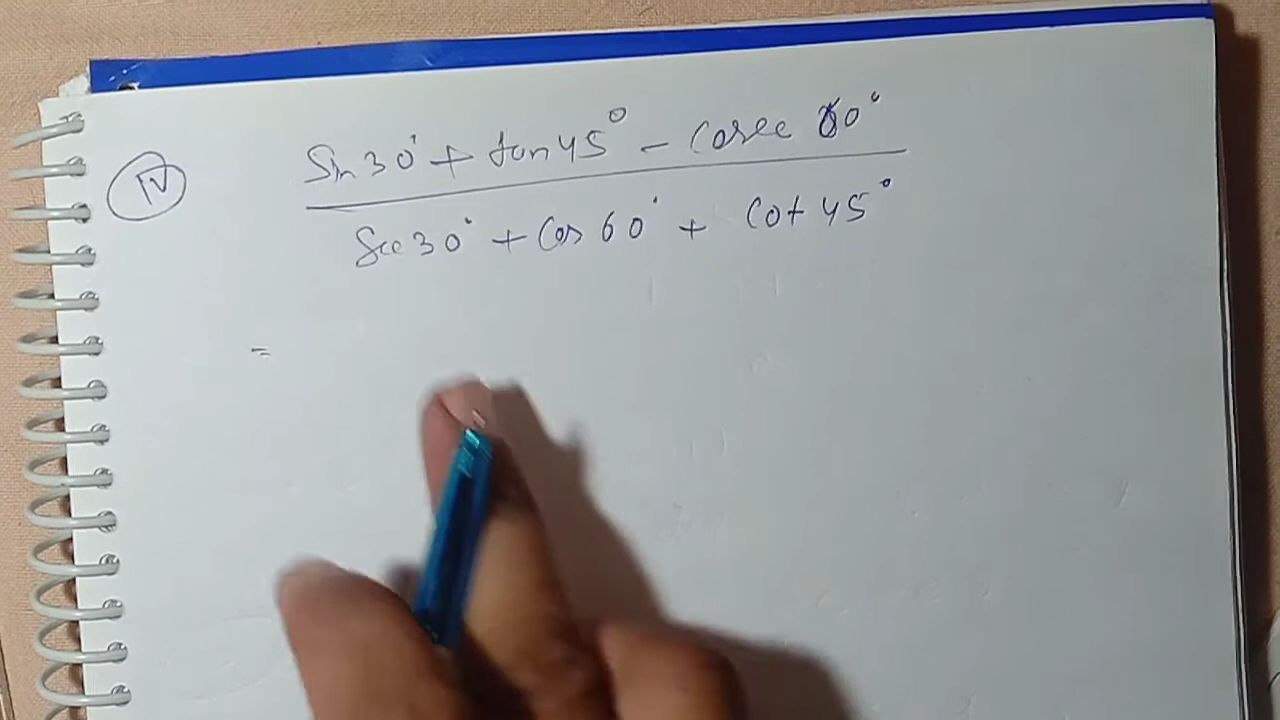 IV
Sin 30° + tan 45° - Cosec 60°
Sec 30° + Cos 60° + Cot 45°
=